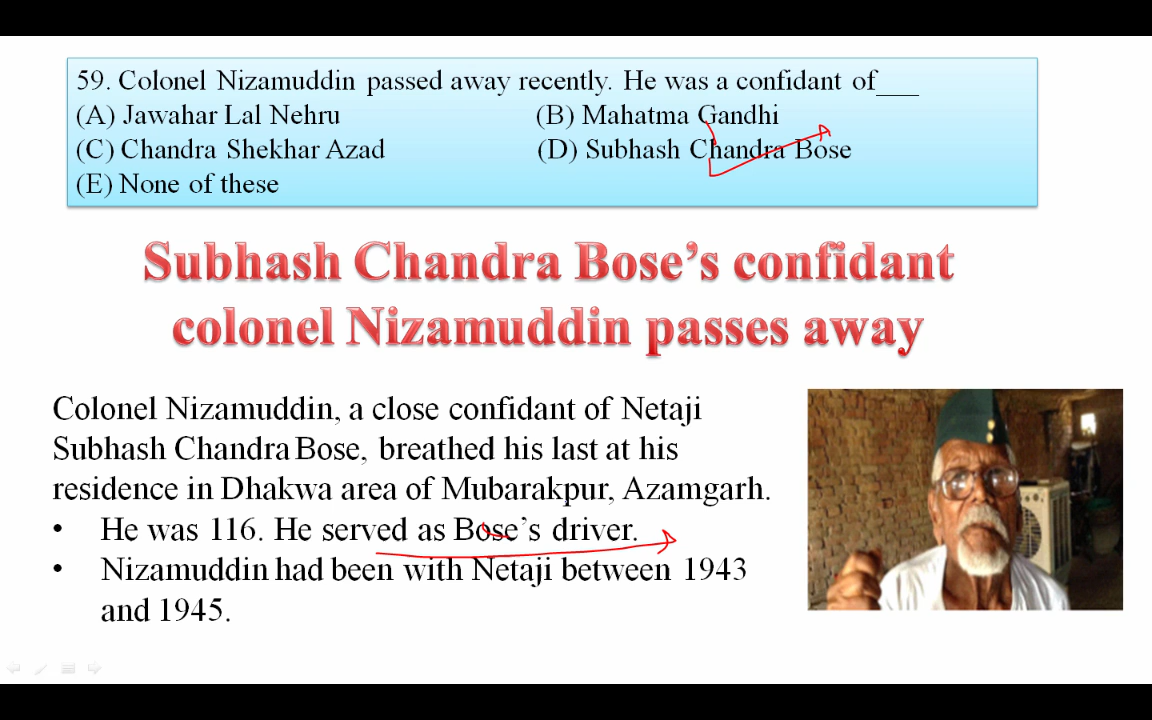 59. Colonel Nizamuddin passed away recently. He was a confidant of___
(A) Jawahar Lal Nehru (B) Mahatma Gandhi
(C) Chandra Shekhar Azad (D) Subhash Chandra Bose
(E) None of these
Subhash Chandra Bose’s confidant
colonel Nizamuddin passes away
Colonel Nizamuddin, a close confidant of Netaji
Subhash Chandra Bose, breathed his last at his
residence in Dhakwa area of Mubarakpur, Azamgarh.
• He was 116. He served as Bose’s driver.
• Nizamuddin had been with Netaji between 1943
and 1945.